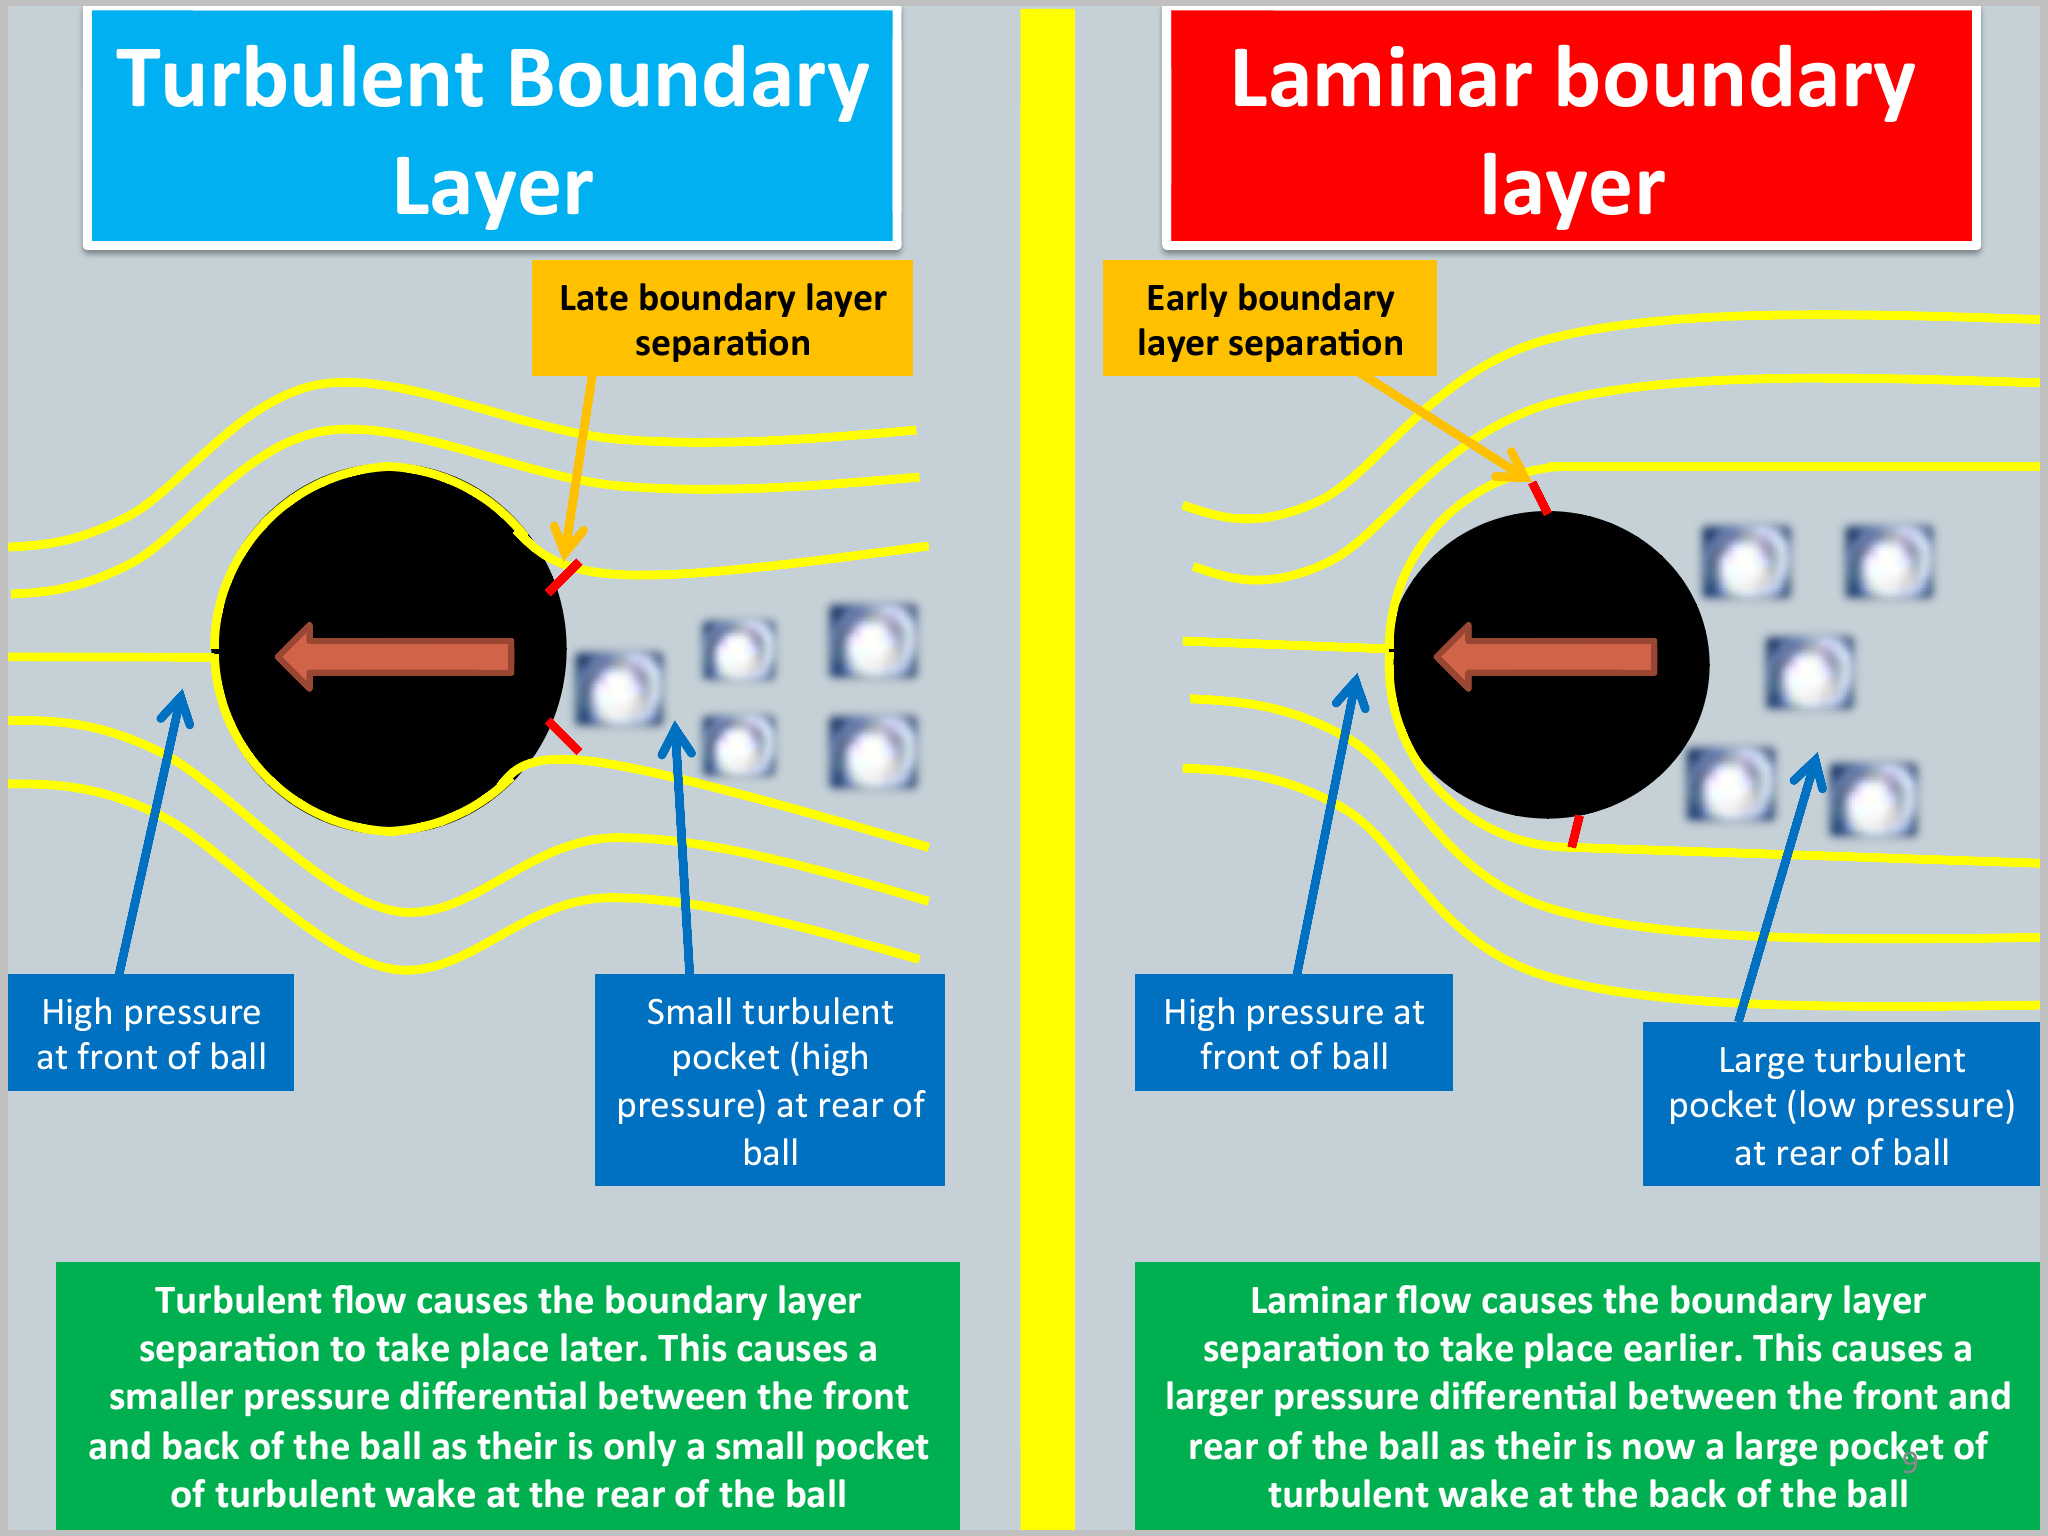 Turbulent Boundary
Layer
Late boundary layer
separation
High pressure
at front of ball
Small turbulent
pocket (high
pressure) at rear of
ball
Turbulent flow causes the boundary layer
separation to take place later. This causes a
smaller pressure differential between the front
and back of the ball as their is only a small pocket
of turbulent wake at the rear of the ball
Laminar boundary
layer
Early boundary
layer separation
High pressure at
front of ball
Large turbulent
pocket (low pressure)
at rear of ball
Laminar flow causes the boundary layer
separation to take place earlier. This causes a
larger pressure differential between the front and
rear of the ball as their is now a large pocket of
turbulent wake at the back of the ball
9